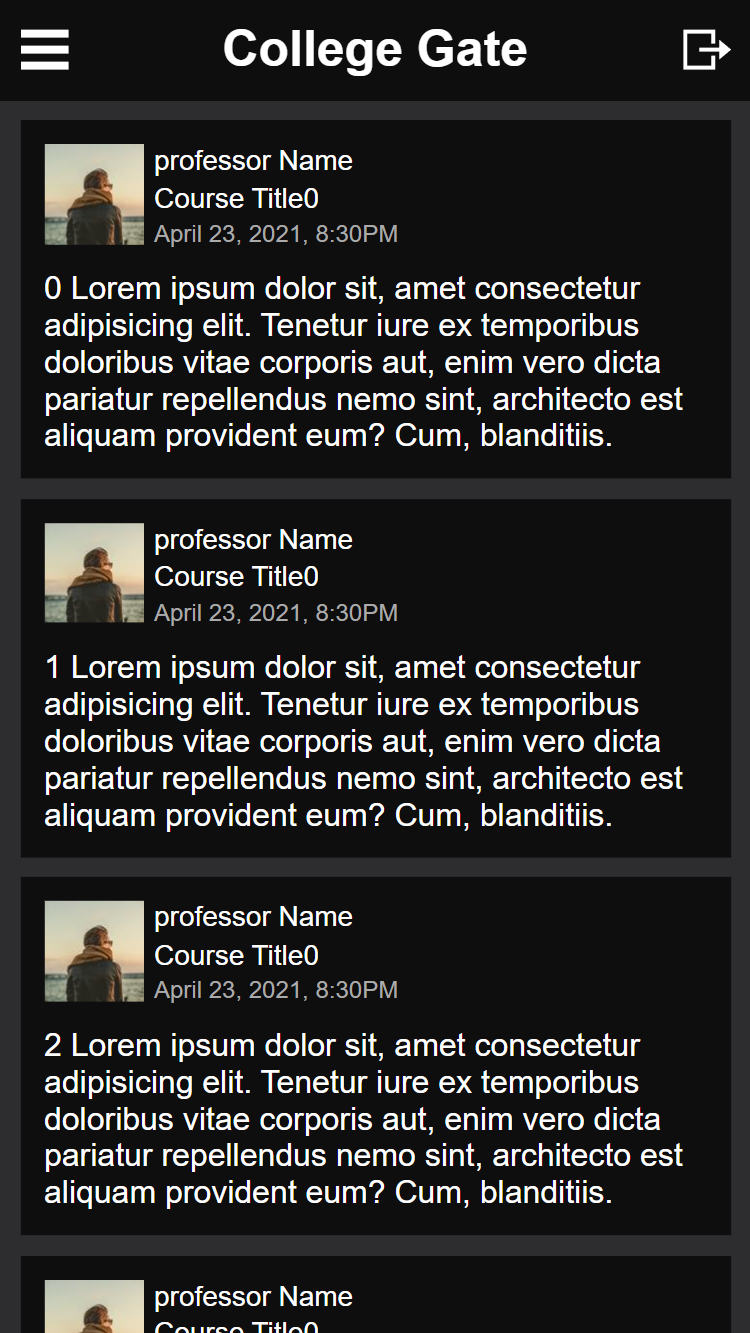 College Gate
professor Name
Course Title0
April 23, 2021, 8:30PM
0 Lorem ipsum dolor sit, amet consectetur
adipisicing elit. Tenetur iure ex temporibus
doloribus vitae corporis aut, enim vero dicta
pariatur repellendus nemo sint, architecto est
aliquam provident eum? Cum, blanditiis.
professor Name
Course Title0
April 23, 2021, 8:30PM
1 Lorem ipsum dolor sit, amet consectetur
adipisicing elit. Tenetur iure ex temporibus
doloribus vitae corporis aut, enim vero dicta
pariatur repellendus nemo sint, architecto est
aliquam provident eum? Cum, blanditiis.
professor Name
Course Title0
April 23, 2021, 8:30PM
2 Lorem ipsum dolor sit, amet consectetur
adipisicing elit. Tenetur iure ex temporibus
doloribus vitae corporis aut, enim vero dicta
pariatur repellendus nemo sint, architecto est
aliquam provident eum? Cum, blanditiis.
professor Name
Course Title0